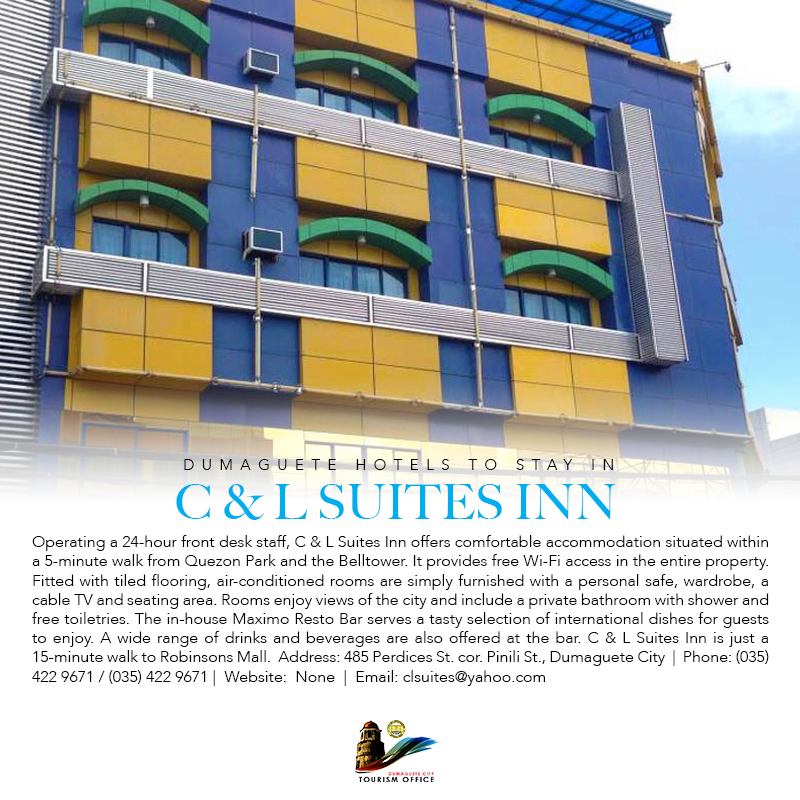 DUMAGUETE HOTELS TO STAY IN
C & L SUITES INN
Operating a 24-hour front desk staff, C & L Suites Inn offers comfortable accommodation situated within
a 5-minute walk from Quezon Park and the Belltower. It provides free Wi-Fi access in the entire property.
Fitted with tiled flooring, air-conditioned rooms are simply furnished with a personal safe, wardrobe, a
cable TV and seating area. Rooms enjoy views of the city and include a private bathroom with shower and
free toiletries. The in-house Maximo Resto Bar serves a tasty selection of international dishes for guests
to enjoy. A wide range of drinks and beverages are also offered at the bar. C & L Suites Inn is just a
15-minute walk to Robinsons Mall. Address: 485 Perdices St. cor. Pinili St., Dumaguete City | Phone: (035)
422 9671 / (035) 422 9671 | Website: None | Email: clsuites@yahoo.com
DUMAGUETE CITY
TOURISM OFFICE